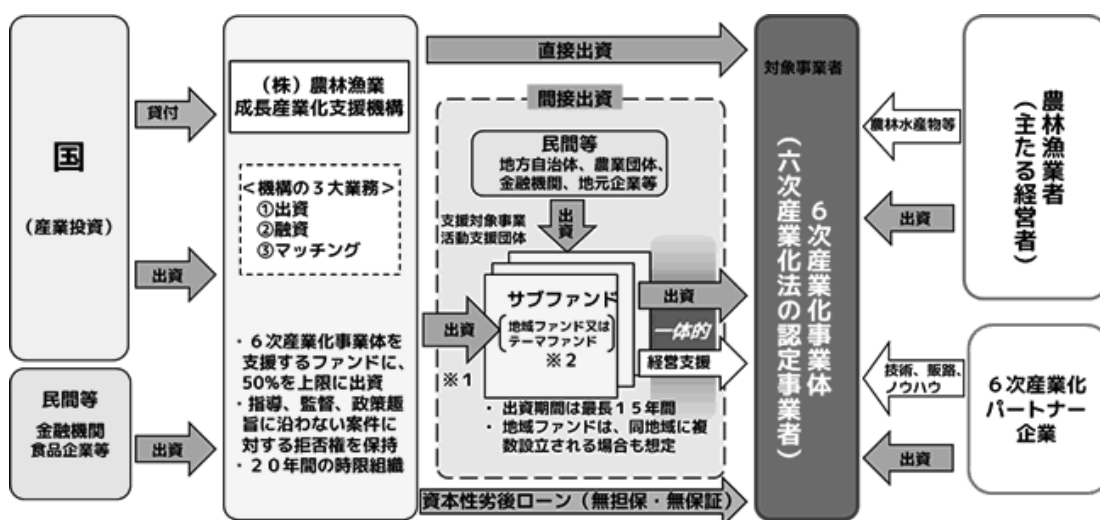 国
（産業投資）
民間等
金融機関
食品企業等
貸付
出資
出資
（株）農林漁業
成長産業化支援機構
＜機構の３大業務＞
①出資
②融資
③マッチング
・６次産業化事業体を
支援するファンドに、
50%を上限に出資
・指導、監督、政策趣
旨に沿わない案件に
対する拒否権を保持
・２０年間の時限組織
直接出資
間接出資
民間等
地方自治体、農業団体、
金融機関、地元企業等
出資
支援対象事業
活動支援団体
出資
※１
サブファンド
地域ファンド又は
テーマファンド
※２
出資
一体的
経営支援
・出資期間は最長１５年間
・地域ファンドは、同地域に複
数設立される場合も想定
資本性劣後ローン（無担保・無保証）
対象事業者
６次産業化事業体
（六次産業化法の認定事業者）
農林水産物等
出資
技術、販路、
ノウハウ
出資
農林漁業者
（主たる経営者）
６次産業化
パートナー
企業